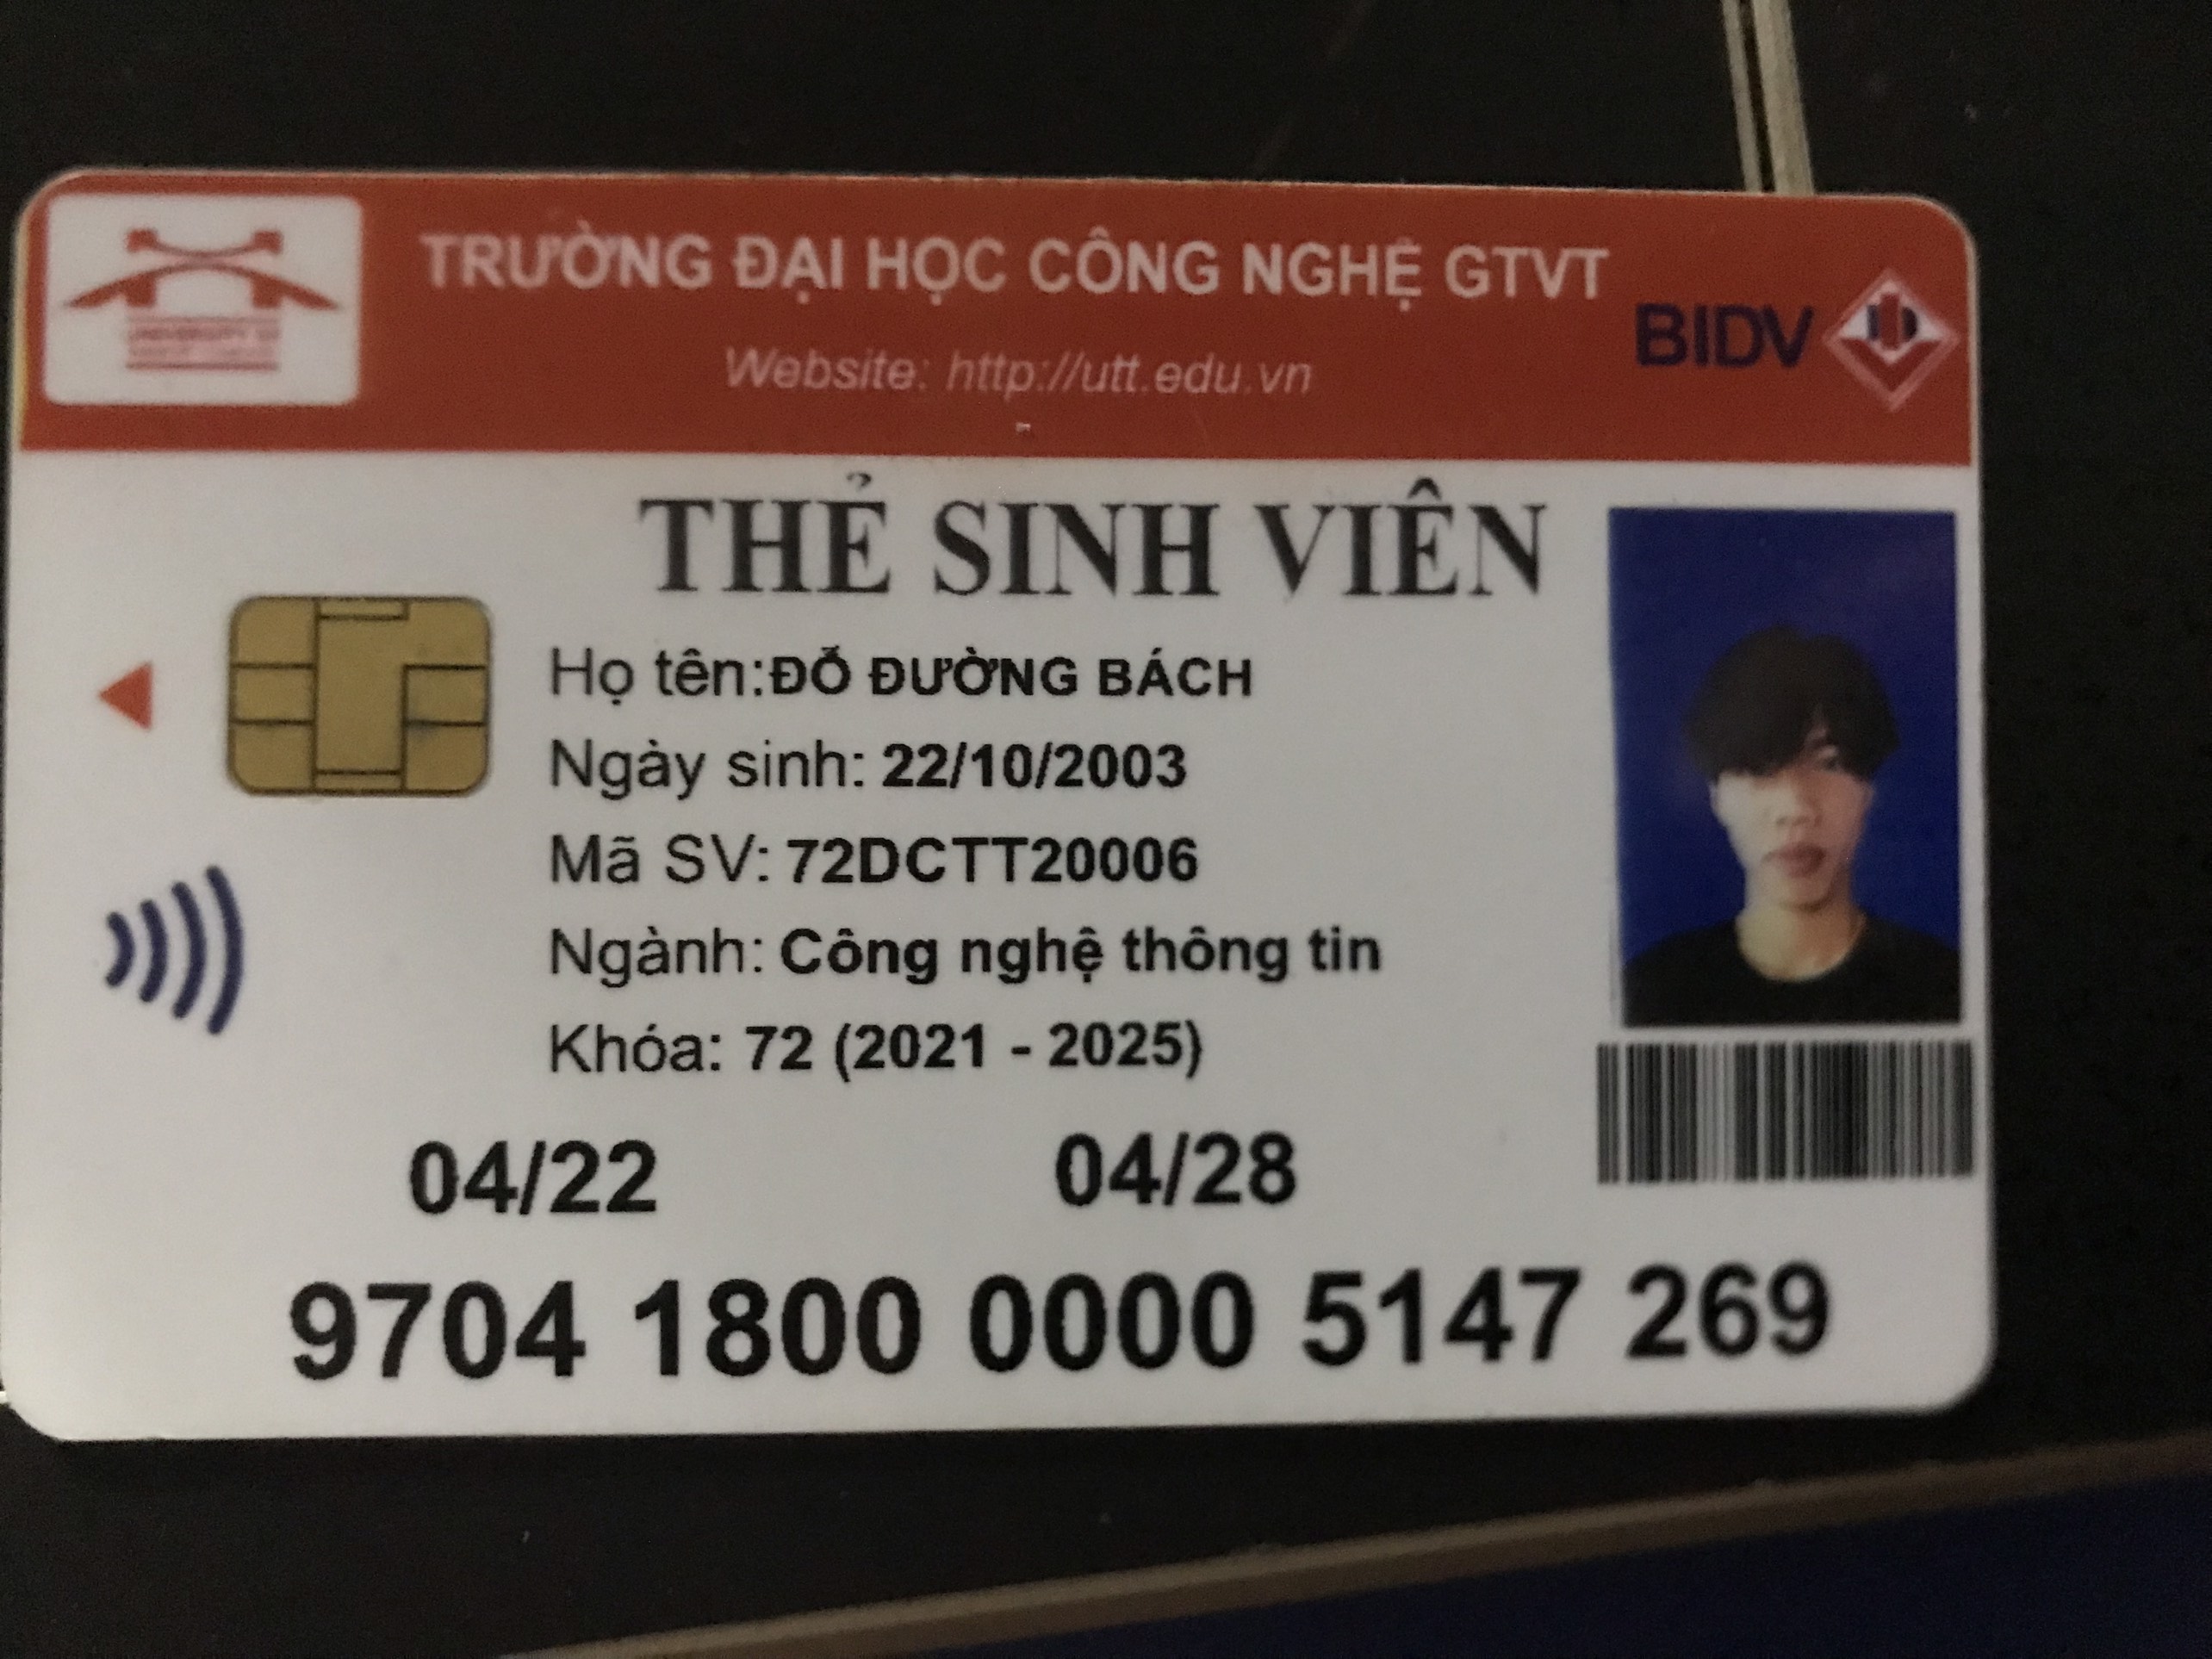 TRƯỜNG ĐẠI HỌC CÔNG NGHỆ GTVT
BIDV
Website: http://utt.edu.vn
UNIVERSITY OF
THẺ SINH VIÊN
Họ tên:ĐỖ ĐƯỜNG BÁCH
Ngày sinh: 22/10/2003
Mã SV: 72DCTT20006
Ngành: Công nghệ thông tin
Khóa: 72 (2021 - 2025)
04/22 04/28
9704 1800 0000 5147 269